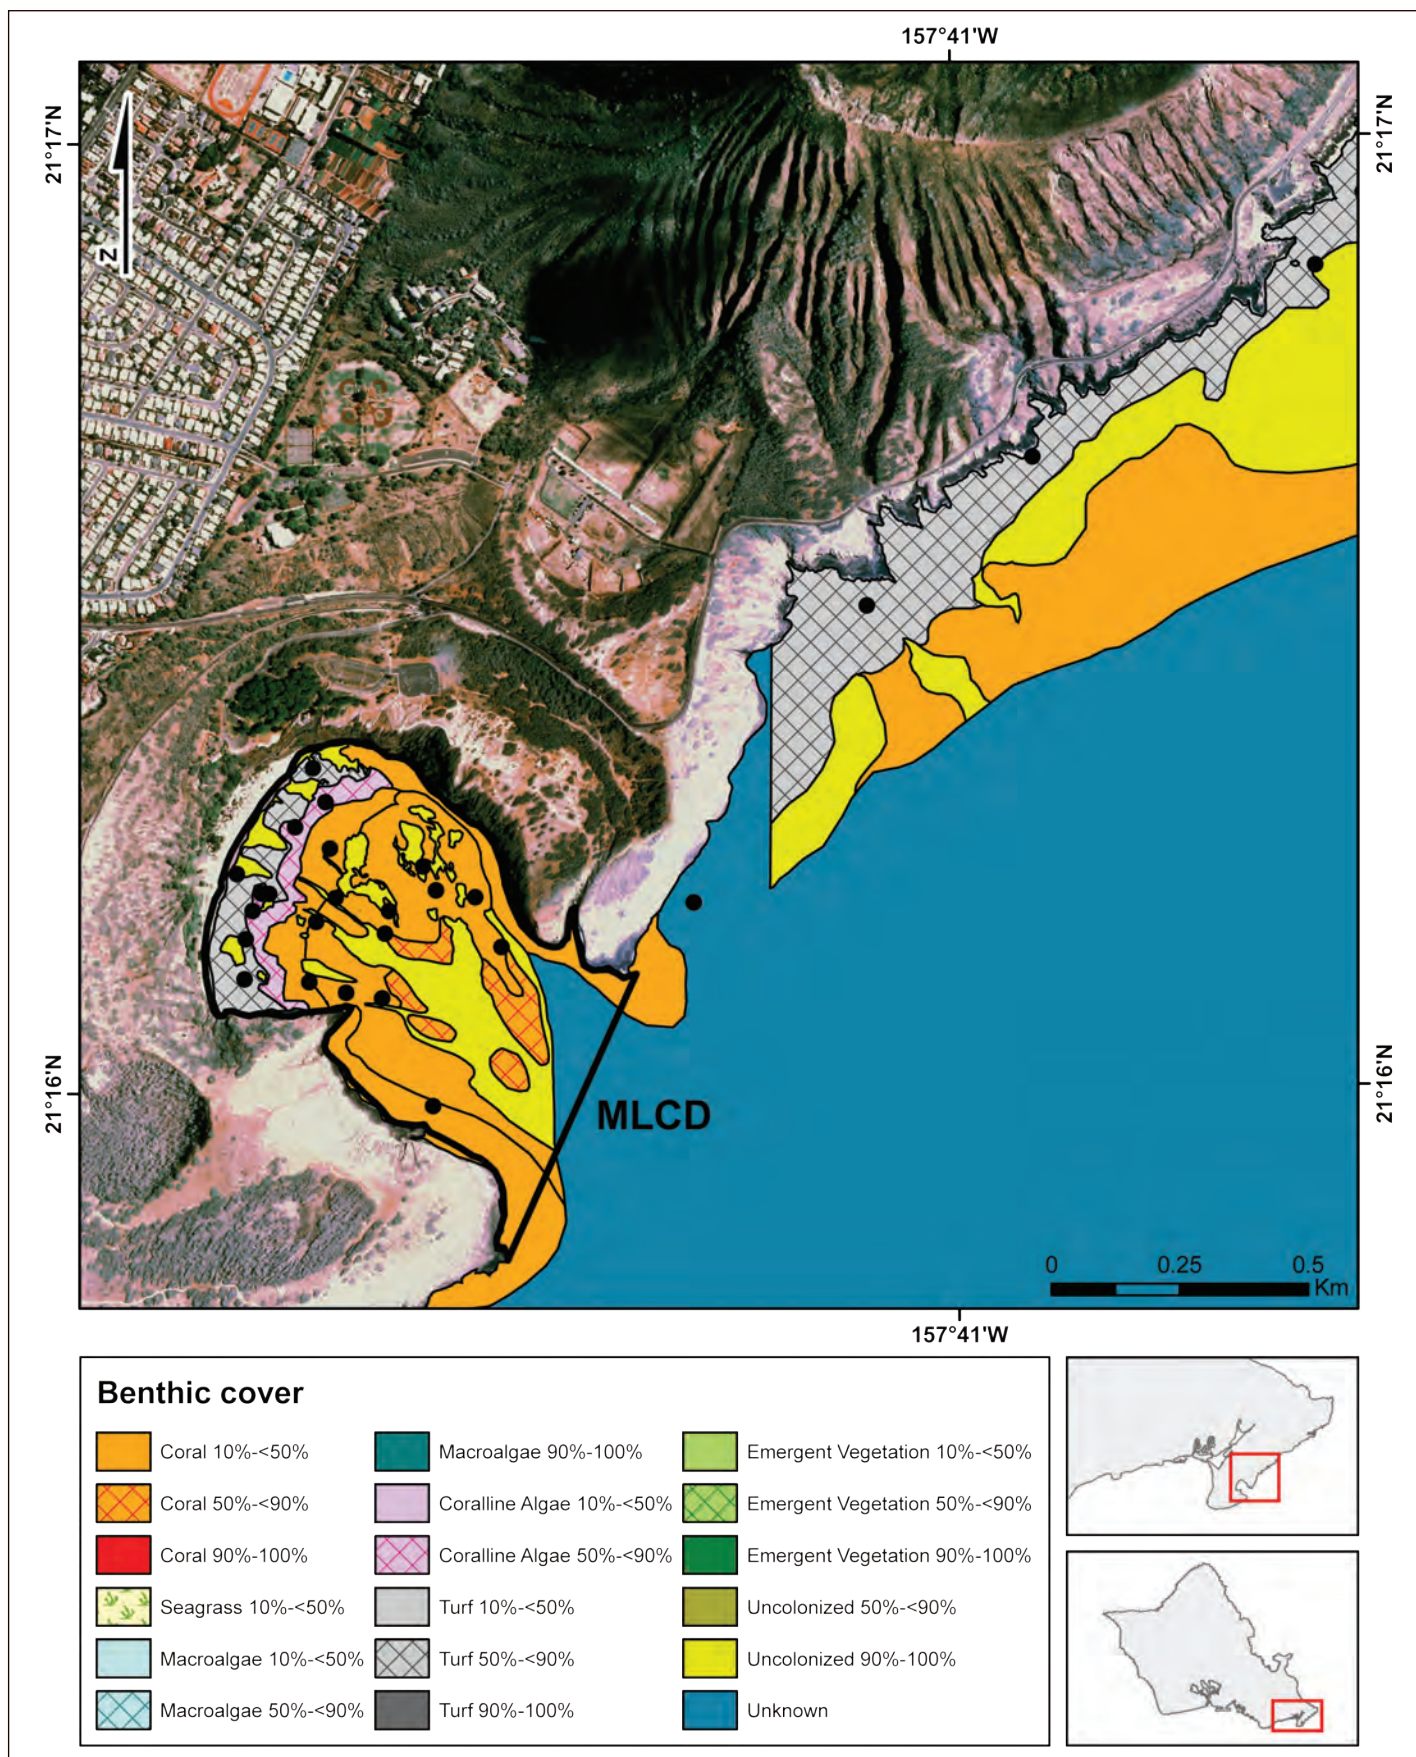 157°41'W
21°17'N
21°17'N
N
21°16'N
21°16'N
MLCD
0 0.25 0.5
Km
157°41'W
Benthic cover
Coral 10%-<50%
Coral 50%-<90%
Coral 90%-100%
Seagrass 10%-<50%
Macroalgae 10%-<50%
Macroalgae 50%-<90%
Macroalgae 90%-100%
Coralline Algae 10%-<50%
Coralline Algae 50%-<90%
Turf 10%-<50%
Turf 50%-<90%
Turf 90%-100%
Emergent Vegetation 10%-<50%
Emergent Vegetation 50%-<90%
Emergent Vegetation 90%-100%
Uncolonized 50%-<90%
Uncolonized 90%-100%
Unknown